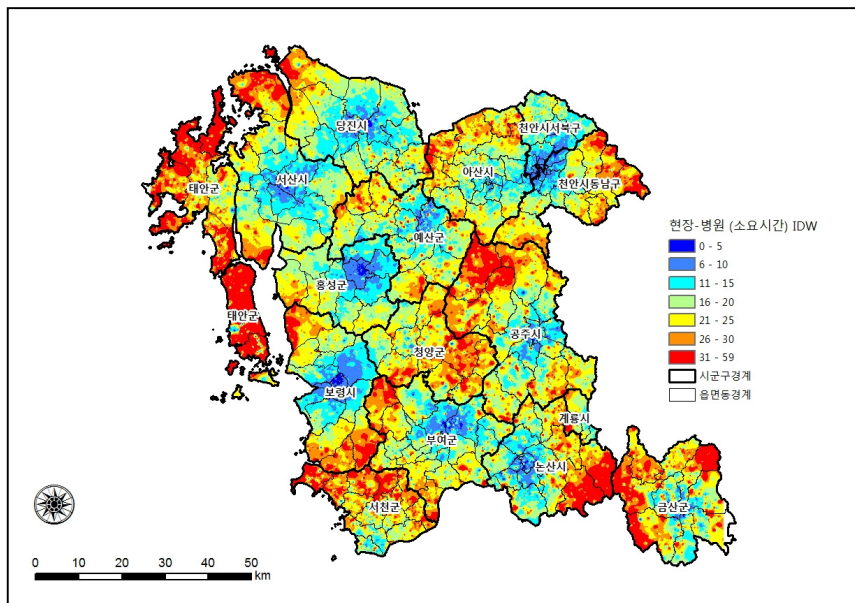 당진시
천안시서북구
서산시
아산시
태안군
천안시동남구
예산군
홍성군
태안군
공주시
청양군
보령시
계룡시
부여군
논산시
서천군
금산군
현장-병원 (소요시간) IDW
0 - 5
6 - 10
11 - 15
16 - 20
21 - 25
26 - 30
31 - 59
시군구경계
읍면동경계
0 10 20 30 40 50
km